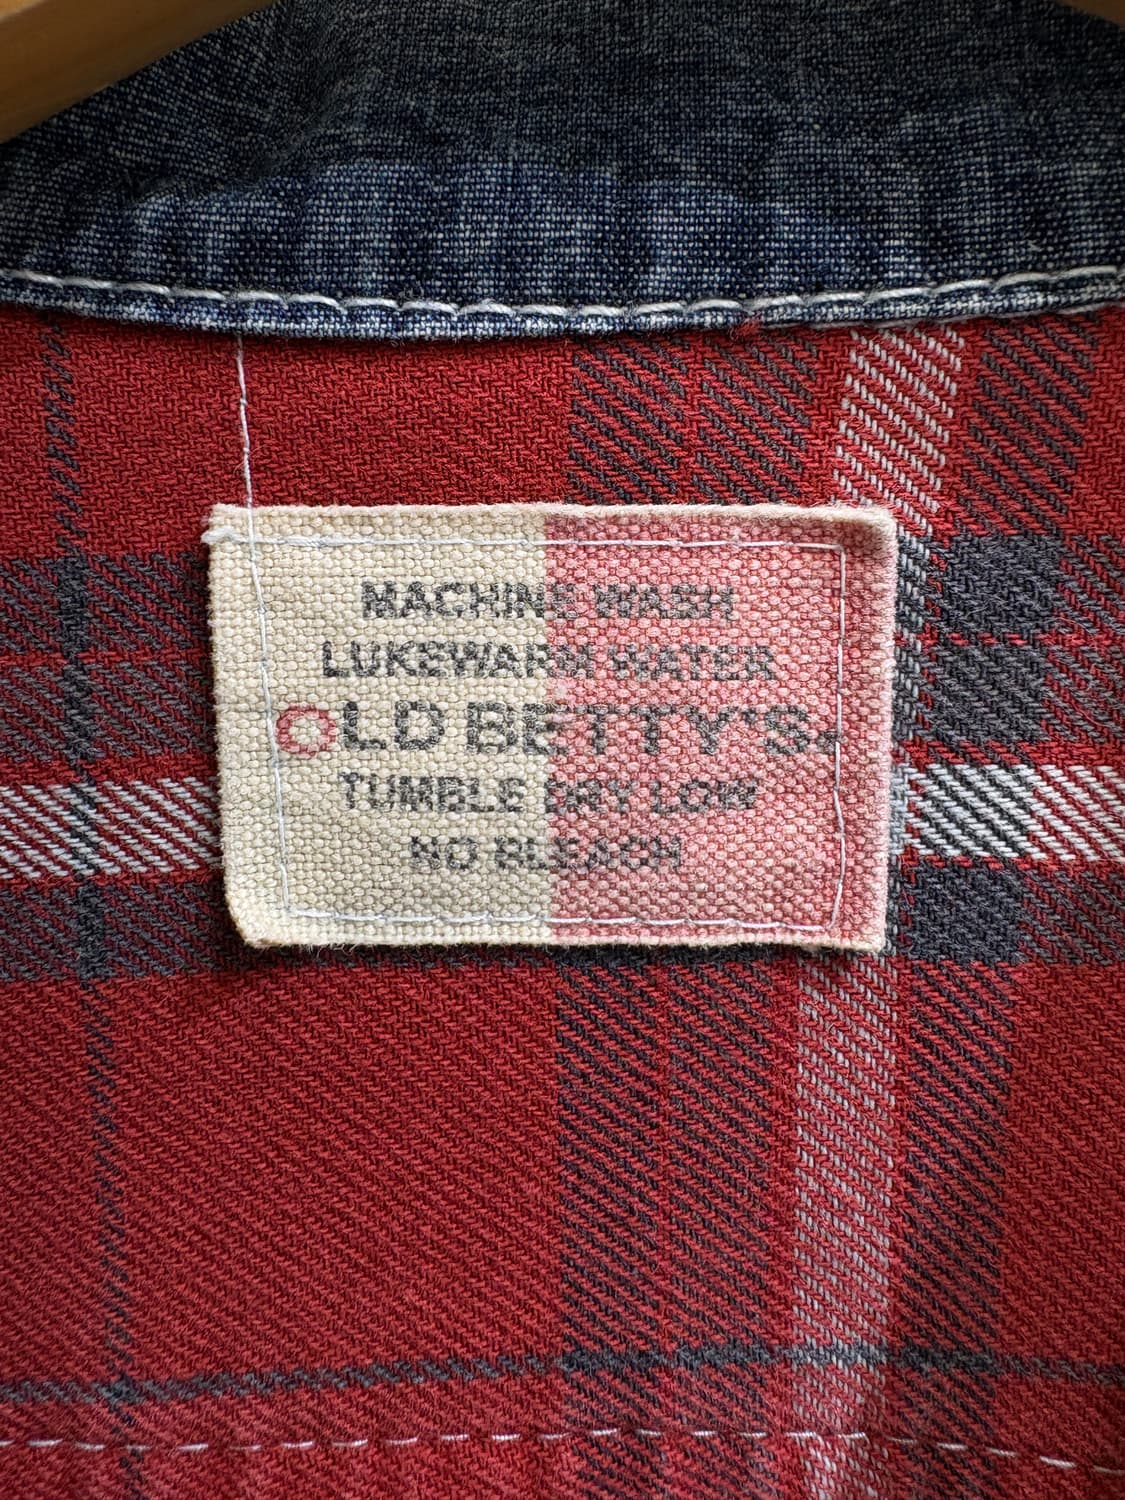 MACHINE WASH
LUKEWARM WATER
OLD BETTY'S
TUMBLE DRY LOW
NO BLEACH